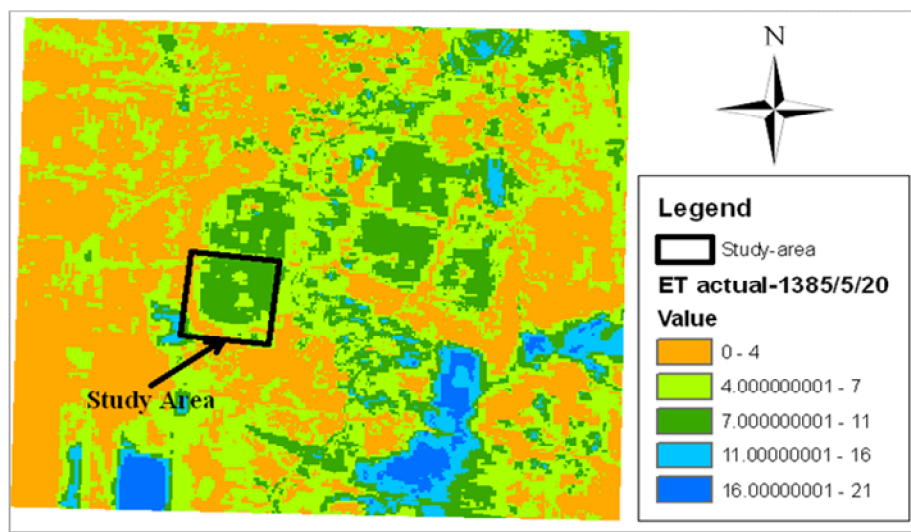 N
Study Area
Legend
Study-area
ET actual-1385/5/20
Value
0 - 4
4.000000001 - 7
7.000000001 - 11
11.00000001 - 16
16.00000001 - 21